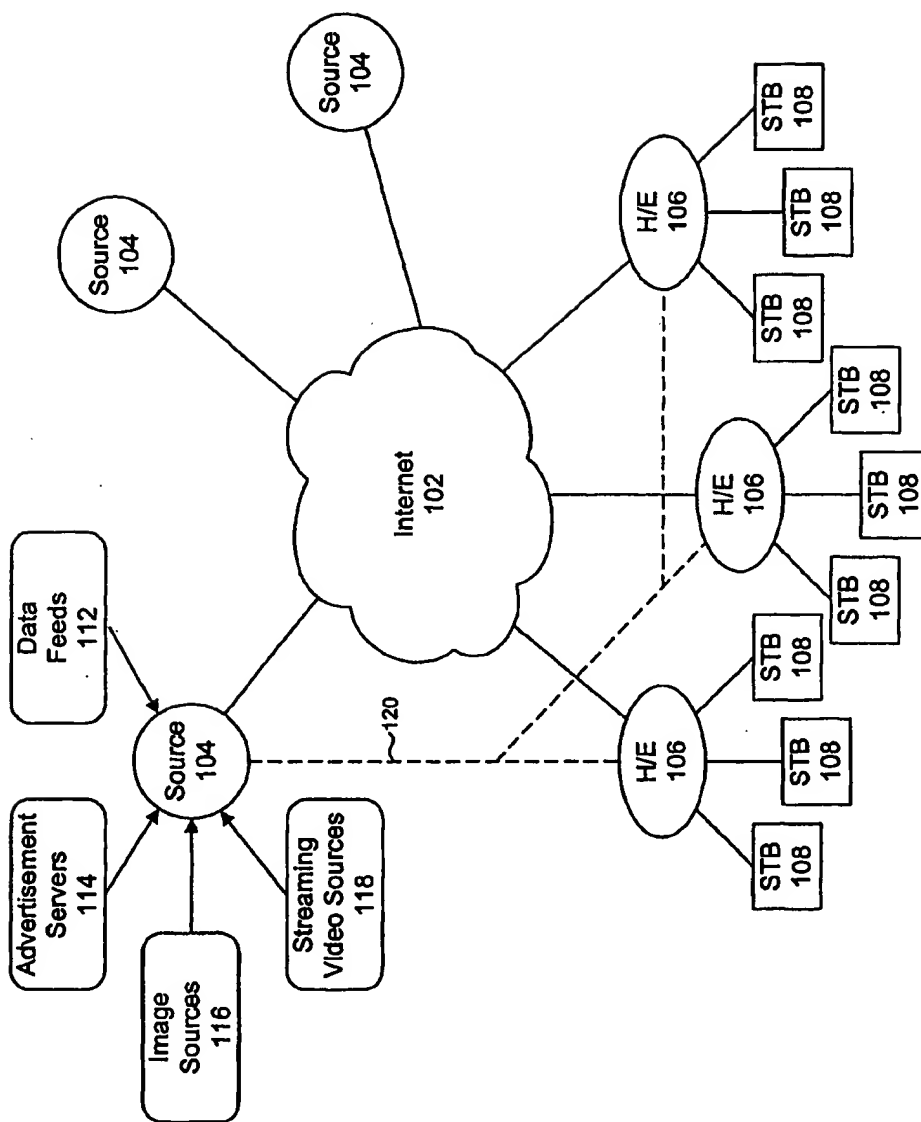 Data
Feeds
112
Advertisement
Servers
114
Image
Sources
116
Streaming
Video Sources
118
Source
104
Source
104
Source
104
Internet
102
120
H/E
106
H/E
106
H/E
106
STB
108
STB
108
STB
108
STB
108
STB
108
STB
108
STB
108
STB
108
STB
108